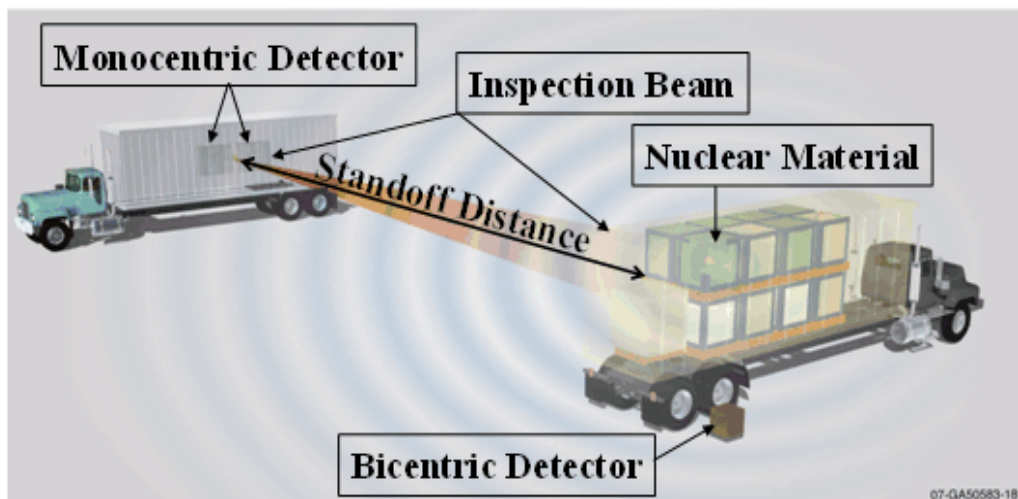 Monocentric Detector
Inspection Beam
Nuclear Material
Standoff Distance
Bicentric Detector
07-GA50583-18